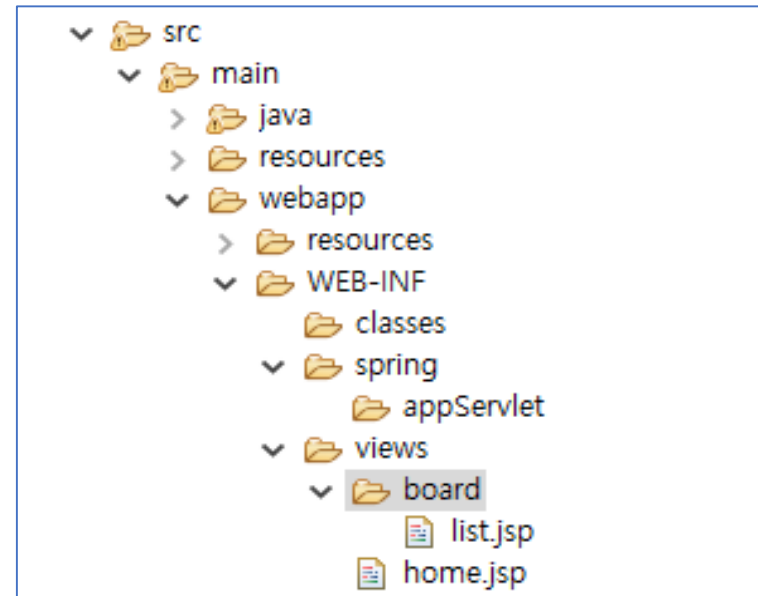 src
main
java
resources
webapp
resources
WEB-INF
classes
spring
appServlet
views
board
list.jsp
home.jsp